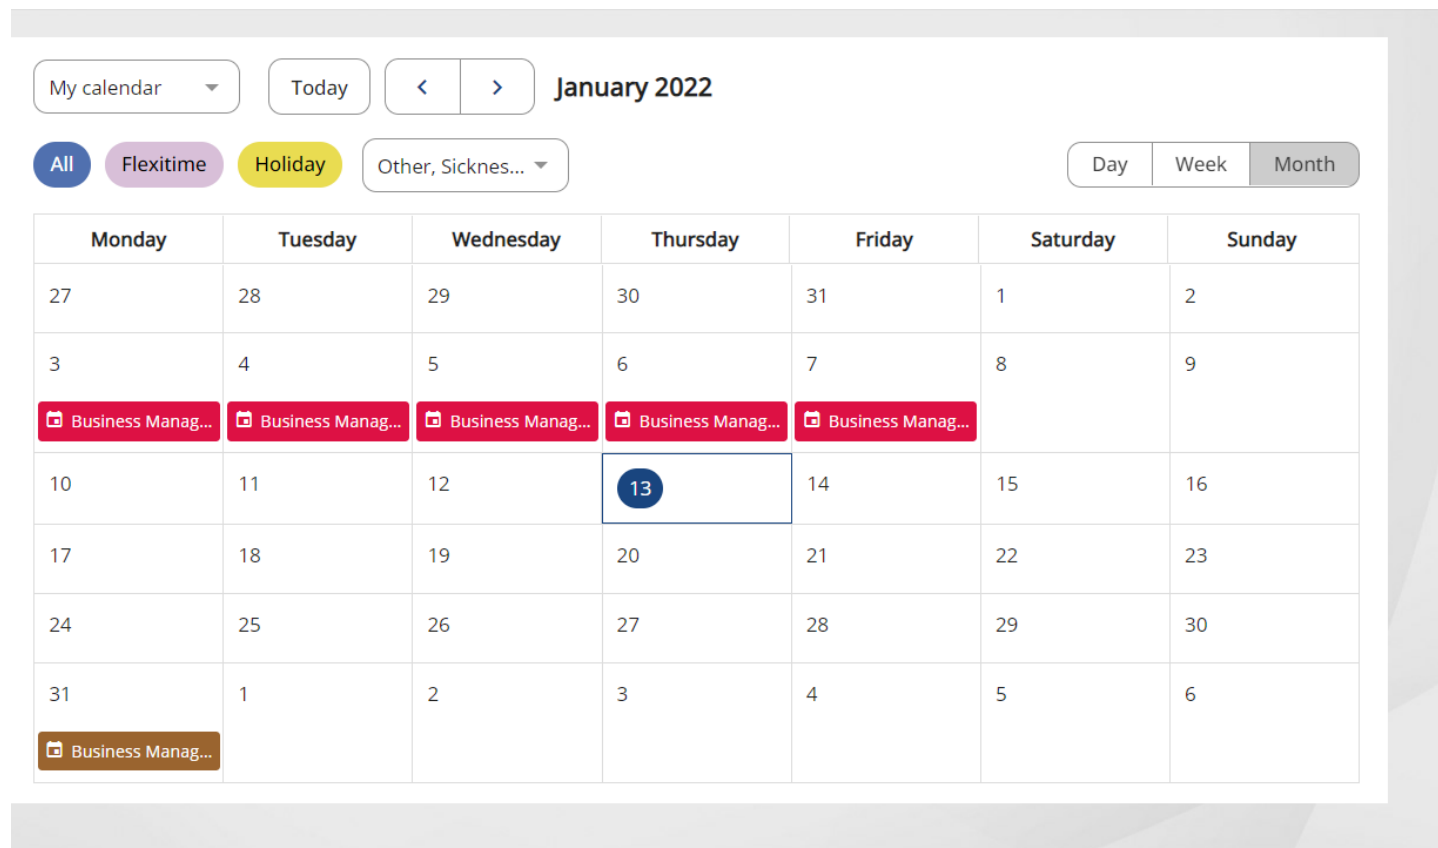 My calendar Today January 2022
All Flexitime Holiday Other, Sicknes... Day Week Month
Monday Tuesday Wednesday Thursday Friday Saturday Sunday
27 28 29 30 31 1 2
3 4 5 6 7 8 9
Business Manag... Business Manag... Business Manag... Business Manag... Business Manag...
10 11 12 13 14 15 16
17 18 19 20 21 22 23
24 25 26 27 28 29 30
31 1 2 3 4 5 6
Business Manag...